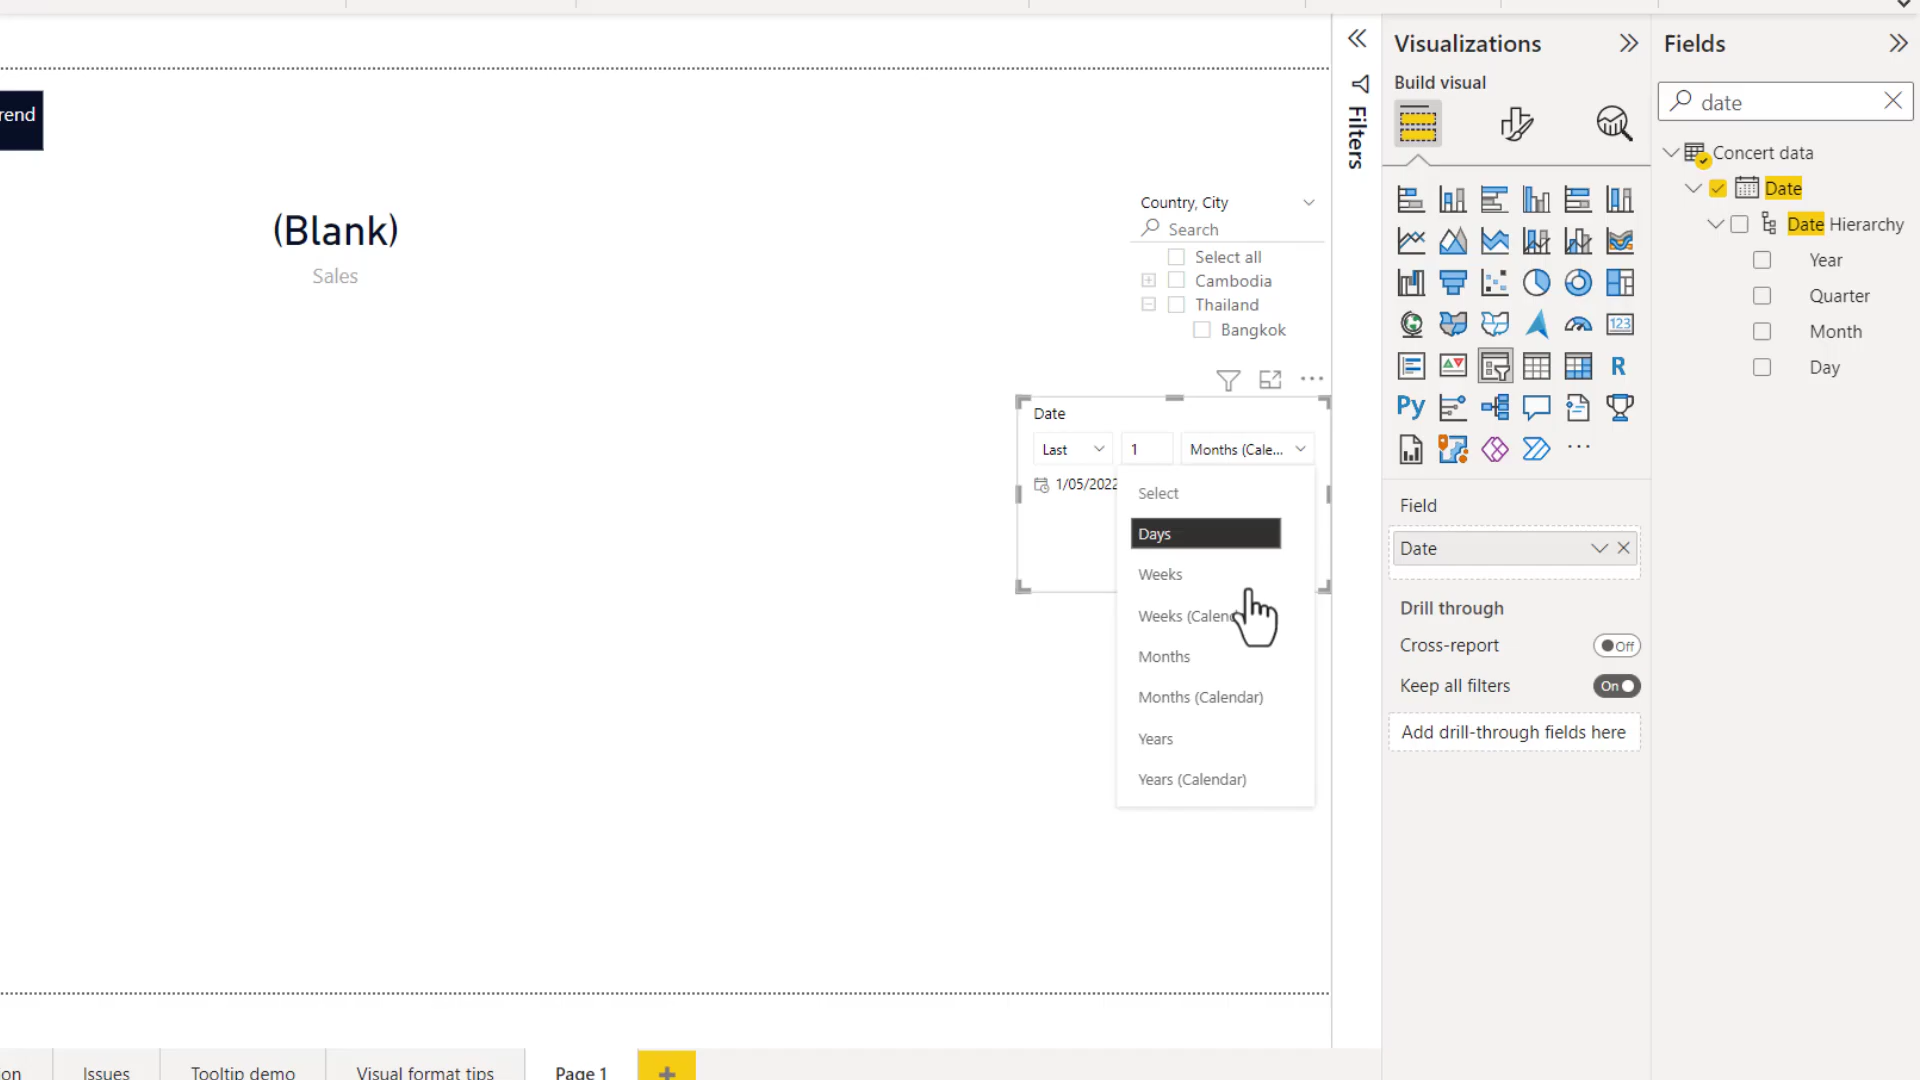 rend
(Blank)
Sales
Country, City
Search
Select all
Cambodia
Thailand
Bangkok
Date
Last 1 Months (Cale...
1/05/2022
Select
Days
Weeks
Weeks (Calend
Months
Months (Calendar)
Years
Years (Calendar)
Filters
Visualizations
Build visual
123
R
Py
Field
Date
Drill through
Cross-report Off
Keep all filters On
Add drill-through fields here
Fields
date
Concert data
Date
Date Hierarchy
Year
Quarter
Month
Day
on Issues Tooltip demo Visual format tips Page 1 +